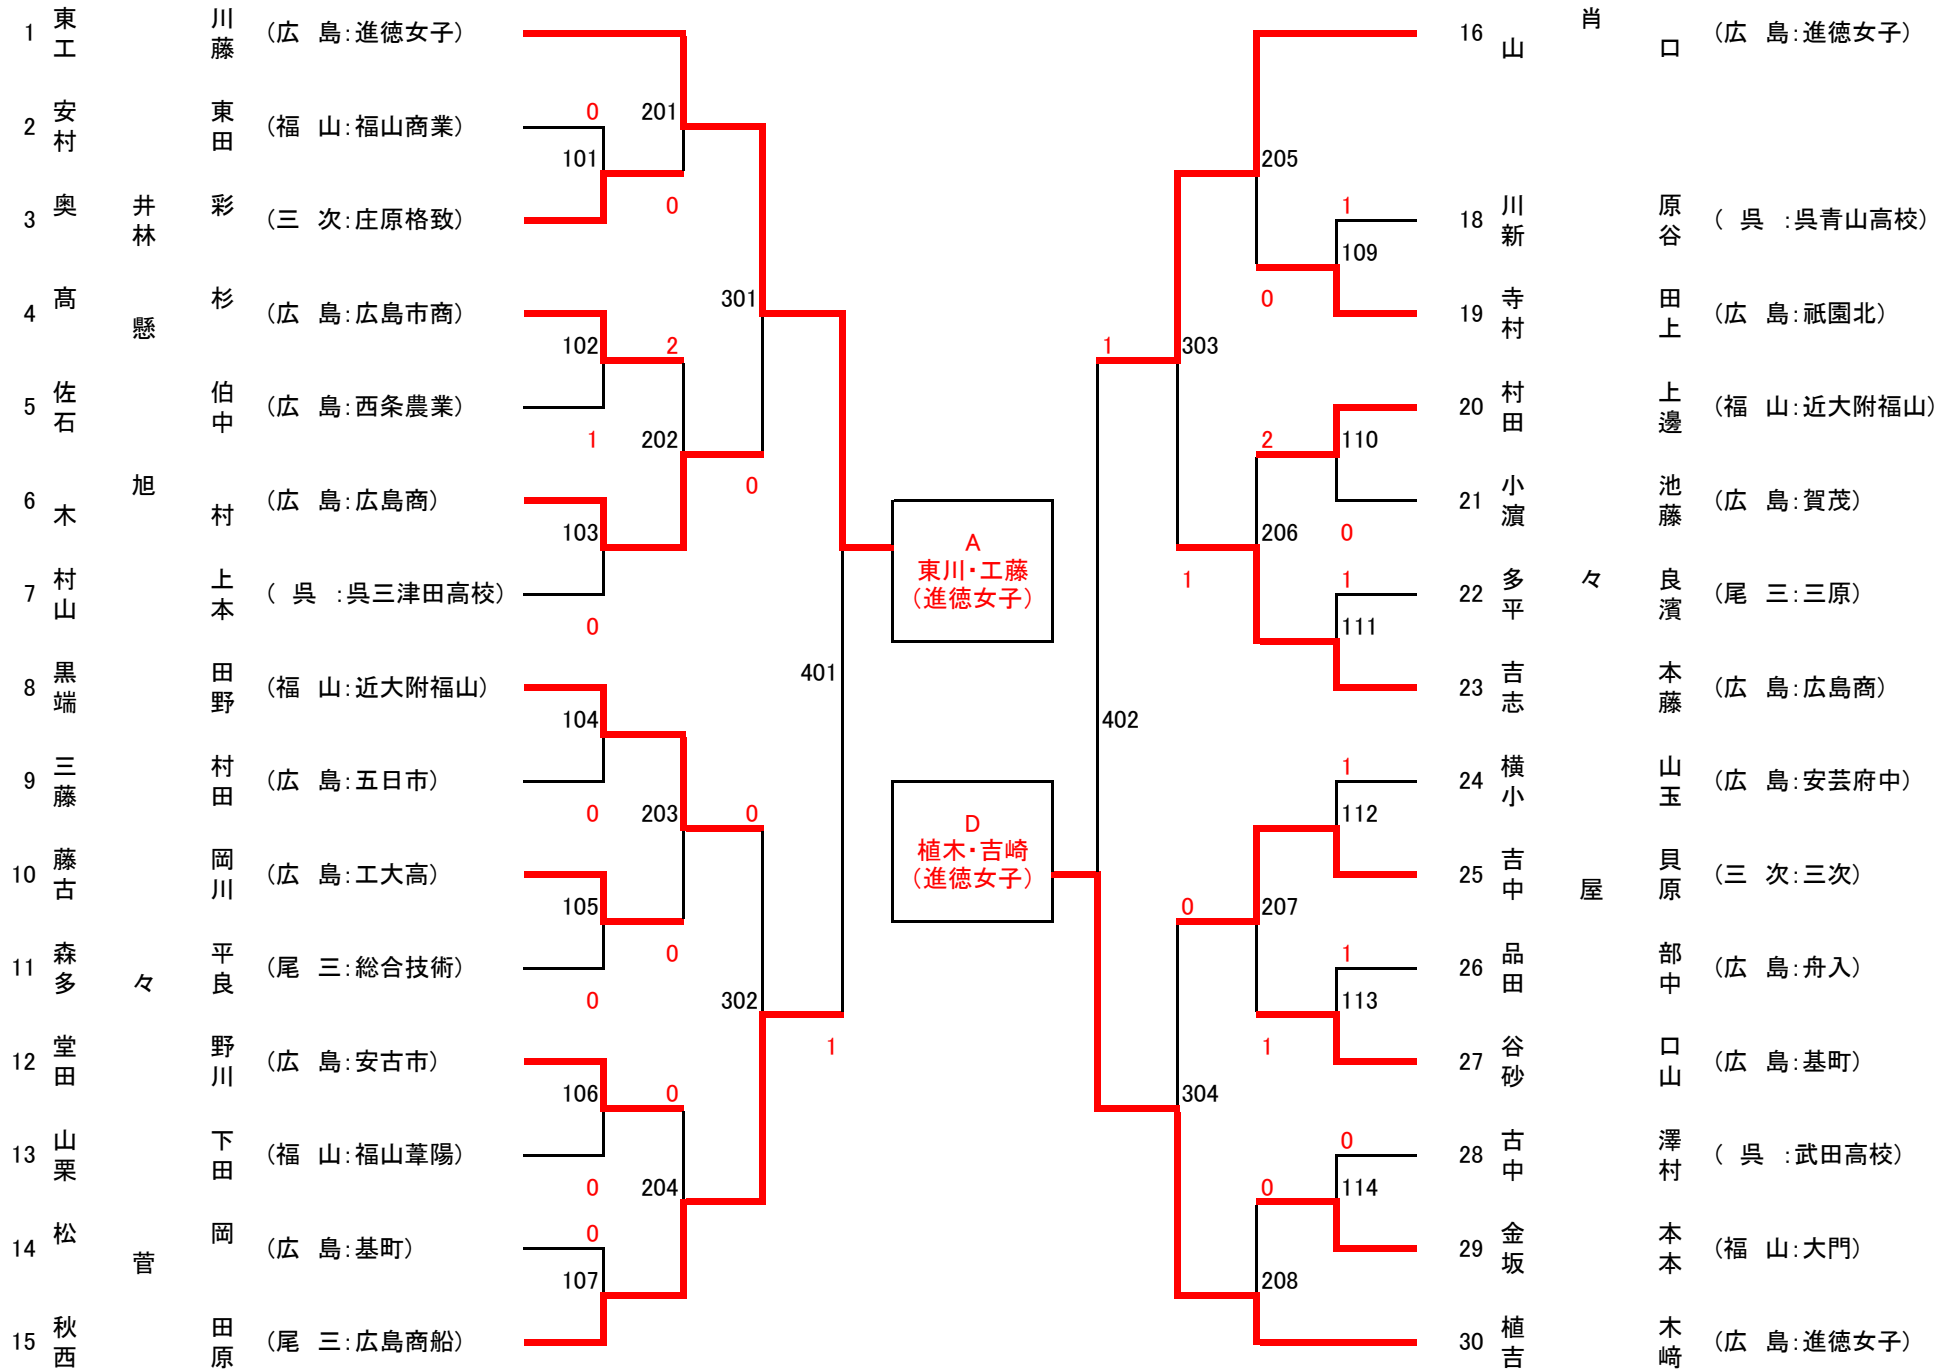 1 東川 工藤 (広 島:進徳女子)
2 安東 村田 (福 山:福山商業)
3 奥井彩 林 (三 次:庄原格致)
4 髙杉 懸 (広 島:広島市商)
5 佐伯 石中 (広 島:西条農業)
6 旭 木村 (広 島:広島商)
7 村上 山本 ( 呉 :呉三津田高校)
8 黒田 端野 (福 山:近大附福山)
9 三村 藤田 (広 島:五日市)
10 藤岡 古川 (広 島:工大高)
11 森平 多々良 (尾 三:総合技術)
12 堂野 田川 (広 島:安古市)
13 山下 栗田 (福 山:福山葦陽)
14 松岡 菅 (広 島:基町)
15 秋田 西原 (尾 三:広島商船)
0
101
201
0
102
2
1
202
103
0
301
0
104
0
203
0
105
0
0
106
0
0
204
0
107
302
1
401
A
東川・工藤
(進徳女子)
D
植木・吉崎
(進徳女子)
402
1
303
205
1
109
0
2
110
206
0
1
1
111
1
112
0
207
1
113
1
304
0
0
114
208
16 肖 山口 (広 島:進徳女子)
18 川原 新谷 ( 呉 :呉青山高校)
19 寺田 村上 (広 島:祇園北)
20 村上 田邊 (福 山:近大附福山)
21 小池 濵藤 (広 島:賀茂)
22 多々良 平濱 (尾 三:三原)
23 吉本 志藤 (広 島:広島商)
24 横山 小玉 (広 島:安芸府中)
25 吉貝 中屋原 (三 次:三次)
26 品部 田中 (広 島:舟入)
27 谷口 砂山 (広 島:基町)
28 古澤 中村 ( 呉 :武田高校)
29 金本 坂本 (福 山:大門)
30 植木 吉﨑 (広 島:進徳女子)